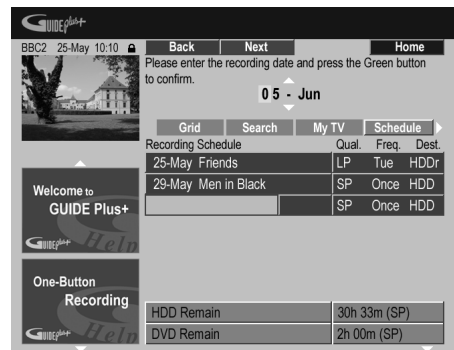 GUIDE Plus+
BBC2 25-May 10:10
Back Next Home
Please enter the recording date and press the Green button
to confirm.
05 - Jun
Grid Search My TV Schedule
Recording Schedule Qual. Freq. Dest.
25-May Friends LP Tue HDDr
29-May Men in Black SP Once HDD
SP Once HDD
Welcome to
GUIDE Plus+
GUIDE Plus+ Help
One-Button
Recording
GUIDE Plus+ Help
HDD Remain 30h 33m (SP)
DVD Remain 2h 00m (SP)